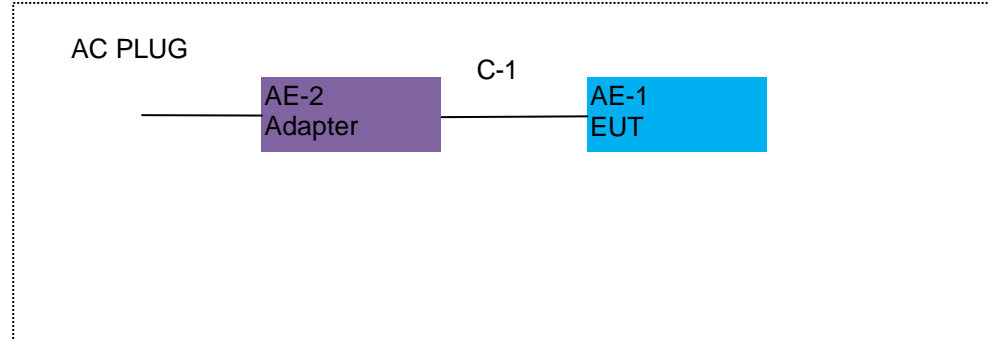 AC PLUG
C-1
AE-2
Adapter
AE-1
EUT